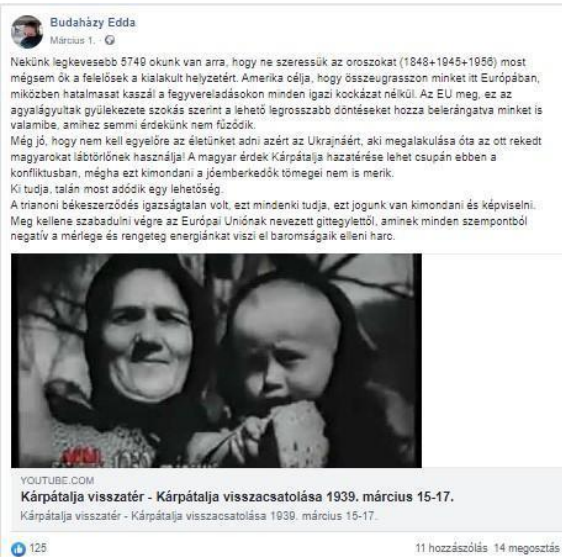 Budaházy Edda
Március 1. ·
Nekünk legkevesebb 5749 okunk van arra, hogy ne szeressük az oroszokat (1848+1945+1956) most
mégsem ők a felelősek a kialakult helyzetért. Amerika célja, hogy összeugrasszon minket itt Európában,
miközben hatalmasat kaszál a fegyvereladásokon minden igazi kockázat nélkül. Az EU meg, ez az
agyalágyultak gyülekezete szokás szerint a lehető legrosszabb döntéseket hozza belerángatva minket is
valamibe, amihez semmi érdekünk nem fűződik.
Még jó, hogy nem kell egyelőre az életünket adni azért az Ukrajnáért, aki megalakulása óta az ott rekedt
magyarokat lábtörlőnek használja! A magyar érdek Kárpátalja hazatérése lehet csupán ebben a
konfliktusban, mégha ezt kimondani a jóemberkedők tömegei nem is merik.
Ki tudja, talán most adódik egy lehetőség.
A trianoni békeszerződés igazságtalan volt, ezt mindenki tudja, ezt jogunk van kimondani és képviselni.
Meg kellene szabadulni végre az Európai Uniónak nevezett gittegylettől, aminek minden szempontból
negatív a mérlege és rengeteg energiánkat viszi el baromságaik elleni harc.
YOUTUBE.COM
Kárpátalja visszatér - Kárpátalja visszacsatolása 1939. március 15-17.
Kárpátalja visszatér - Kárpátalja visszacsatolása 1939. március 15-17.
125
11 hozzászólás 14 megosztás